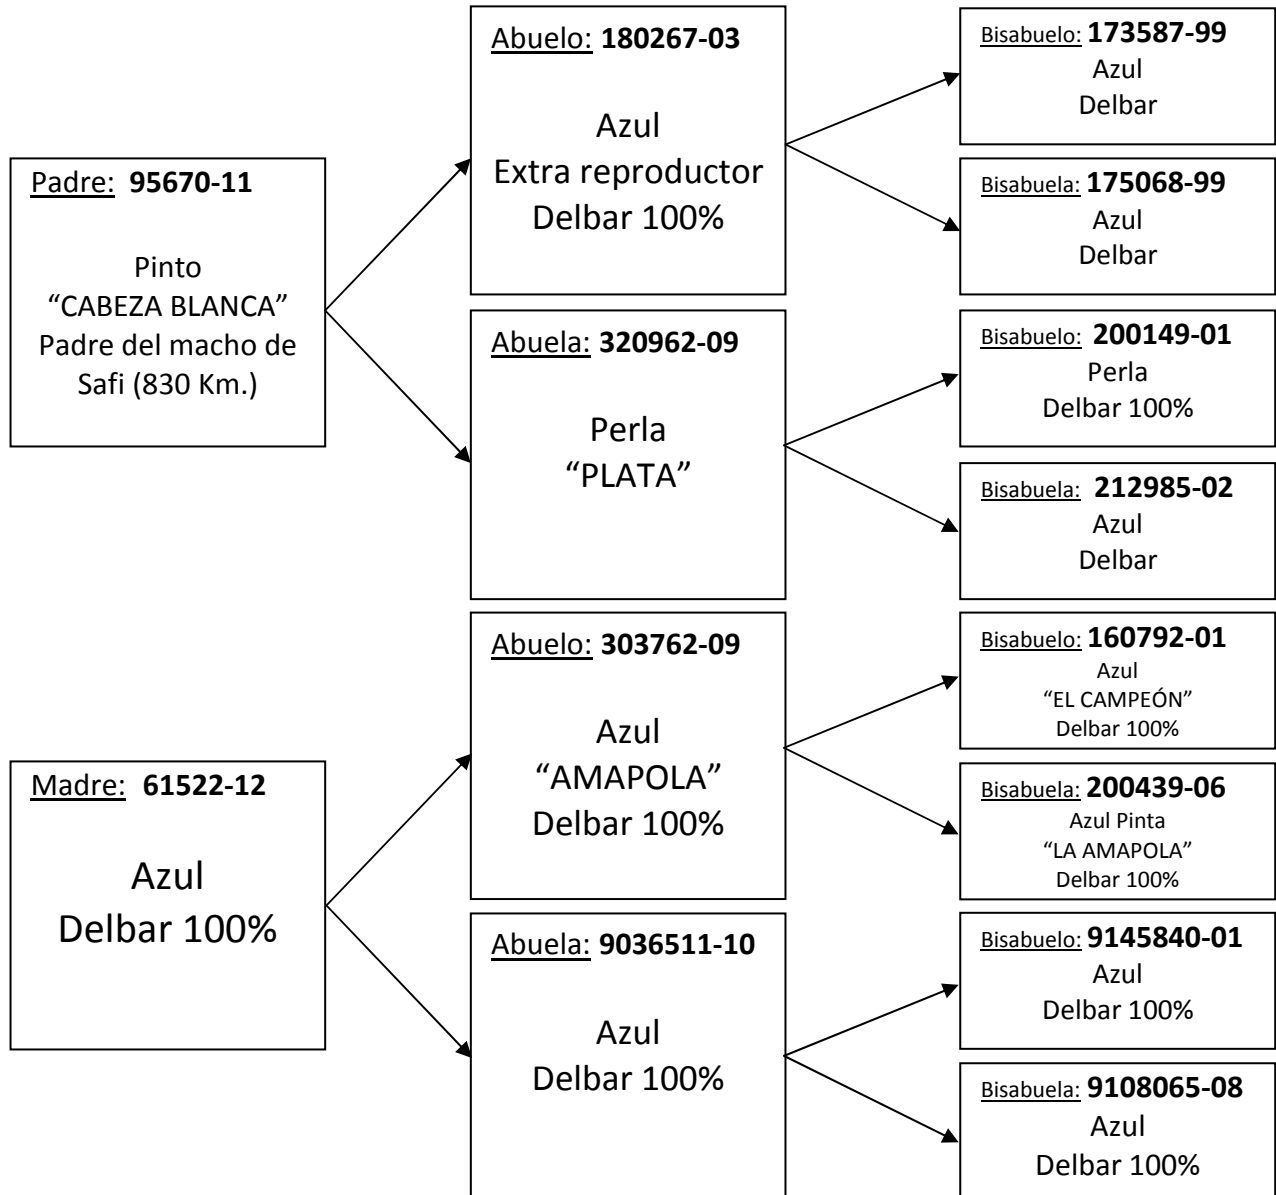 Padre: 95670-11
Pinto
“CABEZA BLANCA”
Padre del macho de
Safi (830 Km.)
Madre: 61522-12
Azul
Delbar 100%
Abuelo: 180267-03
Azul
Extra reproductor
Delbar 100%
Abuela: 320962-09
Perla
“PLATA”
Abuelo: 303762-09
Azul
“AMAPOLA”
Delbar 100%
Abuela: 9036511-10
Azul
Delbar 100%
Bisabuelo: 173587-99
Azul
Delbar
Bisabuela: 175068-99
Azul
Delbar
Bisabuelo: 200149-01
Perla
Delbar 100%
Bisabuela: 212985-02
Azul
Delbar
Bisabuelo: 160792-01
Azul
“EL CAMPEÓN”
Delbar 100%
Bisabuela: 200439-06
Azul Pinta
“LA AMAPOLA”
Delbar 100%
Bisabuelo: 9145840-01
Azul
Delbar 100%
Bisabuela: 9108065-08
Azul
Delbar 100%